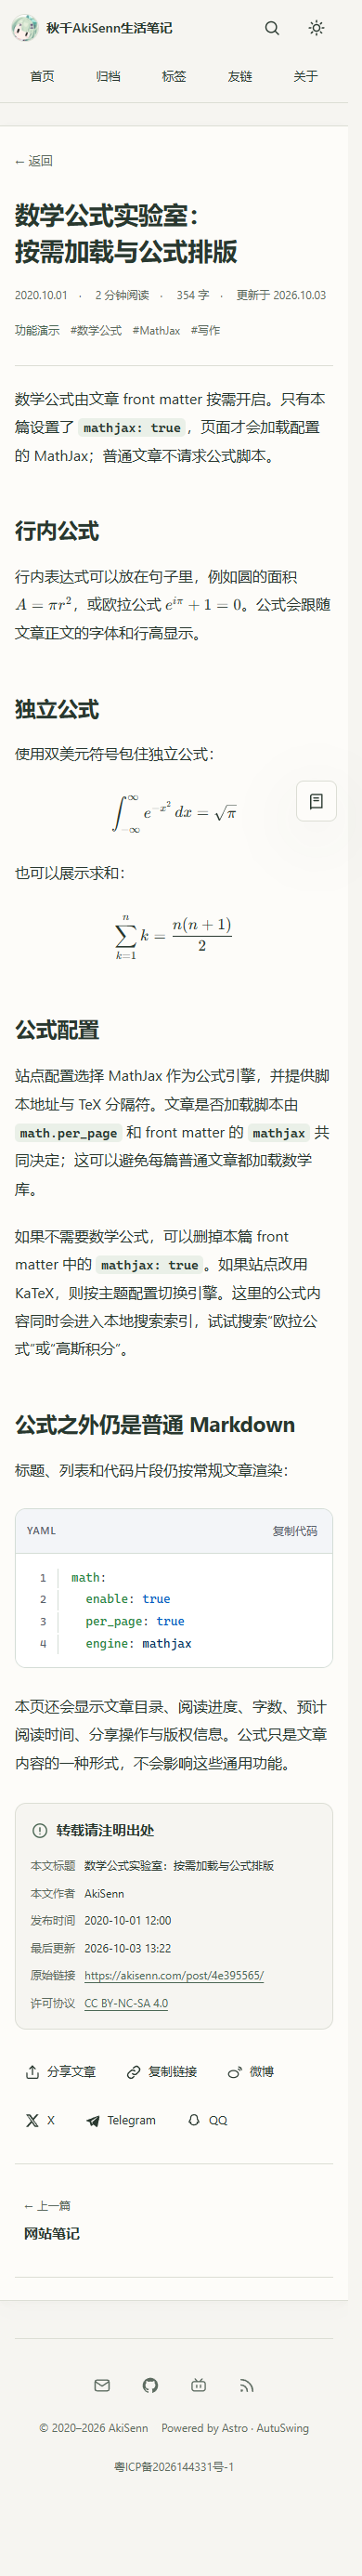 秋千AkiSenn生活笔记
首页 归档 标签 友链 关于
← 返回
数学公式实验室：
按需加载与公式排版
2020.10.01 · 2 分钟阅读 · 354 字 · 更新于 2026.10.03
功能演示 #数学公式 #MathJax #写作
数学公式由文章 front matter 按需开启。只有本
篇设置了 mathjax: true，页面才会加载配置
的 MathJax；普通文章不请求公式脚本。
行内公式
行内表达式可以放在句子里，例如圆的面积
A = πr²，或欧拉公式 e^{iπ} + 1 = 0。公式会跟随
文章正文的字体和行高显示。
独立公式
使用双美元符号包住独立公式：
∫_{−∞}^{∞} e^{−x²} dx = √π
也可以展示求和：
∑_{k=1}^{n} k = n(n + 1)/2
公式配置
站点配置选择 MathJax 作为公式引擎，并提供脚
本地址与 TeX 分隔符。文章是否加载脚本由
math.per_page 和 front matter 的 mathjax 共
同决定；这可以避免每篇普通文章都加载数学
库。
如果不需要数学公式，可以删掉本篇 front
matter 中的 mathjax: true。如果站点改用
KaTeX，则按主题配置切换引擎。这里的公式内
容同时会进入本地搜索索引，试试搜索“欧拉公
式”或“高斯积分”。
公式之外仍是普通 Markdown
标题、列表和代码片段仍按常规文章渲染：
YAML 复制代码
1 math:
2   enable: true
3   per_page: true
4   engine: mathjax
本页还会显示文章目录、阅读进度、字数、预计
阅读时间、分享操作与版权信息。公式只是文章
内容的一种形式，不会影响这些通用功能。
转载请注明出处
本文标题 数学公式实验室：按需加载与公式排版
本文作者 AkiSenn
发布时间 2020-10-01 12:00
最后更新 2026-10-03 13:22
原始链接 https://akisenn.com/post/4e395565/
许可协议 CC BY-NC-SA 4.0
分享文章 复制链接 微博
X Telegram QQ
← 上一篇
网站笔记
© 2020–2026 AkiSenn Powered by Astro · AutuSwing
粤ICP备2026144331号-1